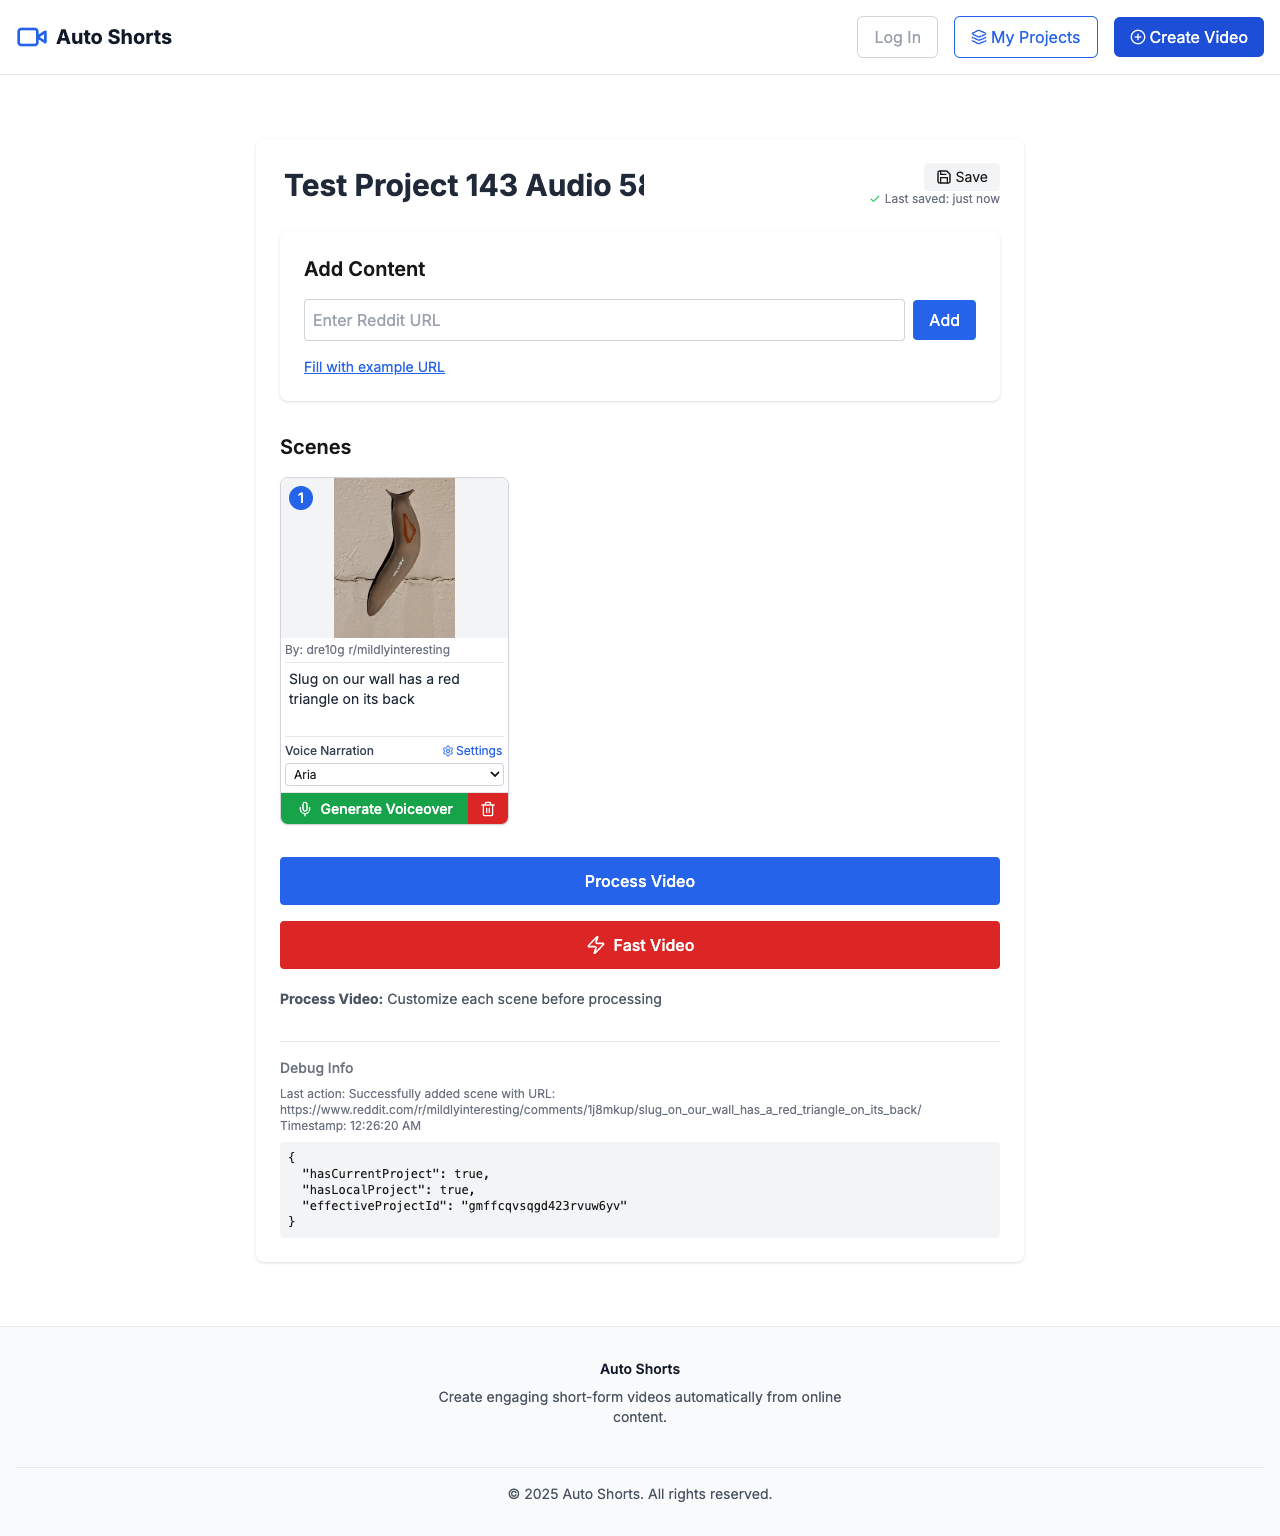 Auto Shorts
Log In
My Projects
Create Video
Test Project 143 Audio 58
Save
Last saved: just now
Add Content
Enter Reddit URL
Add
Fill with example URL
Scenes
1
By: dre10g r/mildlyinteresting
Slug on our wall has a red
triangle on its back
Voice Narration
Settings
Aria
Generate Voiceover
Process Video
Fast Video
Process Video: Customize each scene before processing
Debug Info
Last action: Successfully added scene with URL:
https://www.reddit.com/r/mildlyinteresting/comments/1j8mkup/slug_on_our_wall_has_a_red_triangle_on_its_back/
Timestamp: 12:26:20 AM
{
"hasCurrentProject": true,
"hasLocalProject": true,
"effectiveProjectId": "gmffcqvsqgd423rvuw6yv"
}
Auto Shorts
Create engaging short-form videos automatically from online
content.
© 2025 Auto Shorts. All rights reserved.